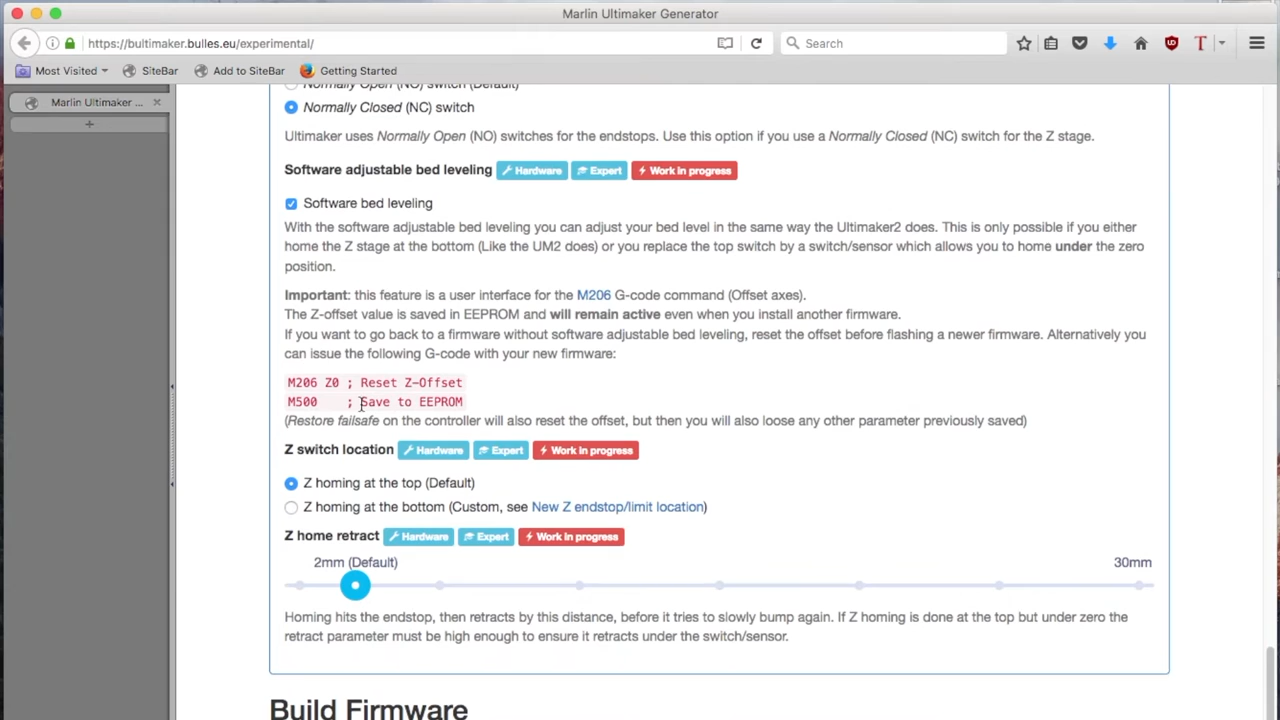 Marlin Ultimaker Generator
https://bultimaker.bulles.eu/experimental/
Search
Most Visited
SiteBar
Add to SiteBar
Getting Started
Marlin Ultimaker ...
Normally Open (NO) switch (Default)
Normally Closed (NC) switch
Ultimaker uses Normally Open (NO) switches for the endstops. Use this option if you use a Normally Closed (NC) switch for the Z stage.
Software adjustable bed leveling Hardware Expert Work in progress
Software bed leveling
With the software adjustable bed leveling you can adjust your bed level in the same way the Ultimaker2 does. This is only possible if you either
home the Z stage at the bottom (Like the UM2 does) or you replace the top switch by a switch/sensor which allows you to home under the zero
position.
Important: this feature is a user interface for the M206 G-code command (Offset axes).
The Z-offset value is saved in EEPROM and will remain active even when you install another firmware.
If you want to go back to a firmware without software adjustable bed leveling, reset the offset before flashing a newer firmware. Alternatively you
can issue the following G-code with your new firmware:
M206 Z0 ; Reset Z-Offset
M500 ; Save to EEPROM
(Restore failsafe on the controller will also reset the offset, but then you will also loose any other parameter previously saved)
Z switch location Hardware Expert Work in progress
Z homing at the top (Default)
Z homing at the bottom (Custom, see New Z endstop/limit location)
Z home retract Hardware Expert Work in progress
2mm (Default) 30mm
Homing hits the endstop, then retracts by this distance, before it tries to slowly bump again. If Z homing is done at the top but under zero the
retract parameter must be high enough to ensure it retracts under the switch/sensor.
Build Firmware